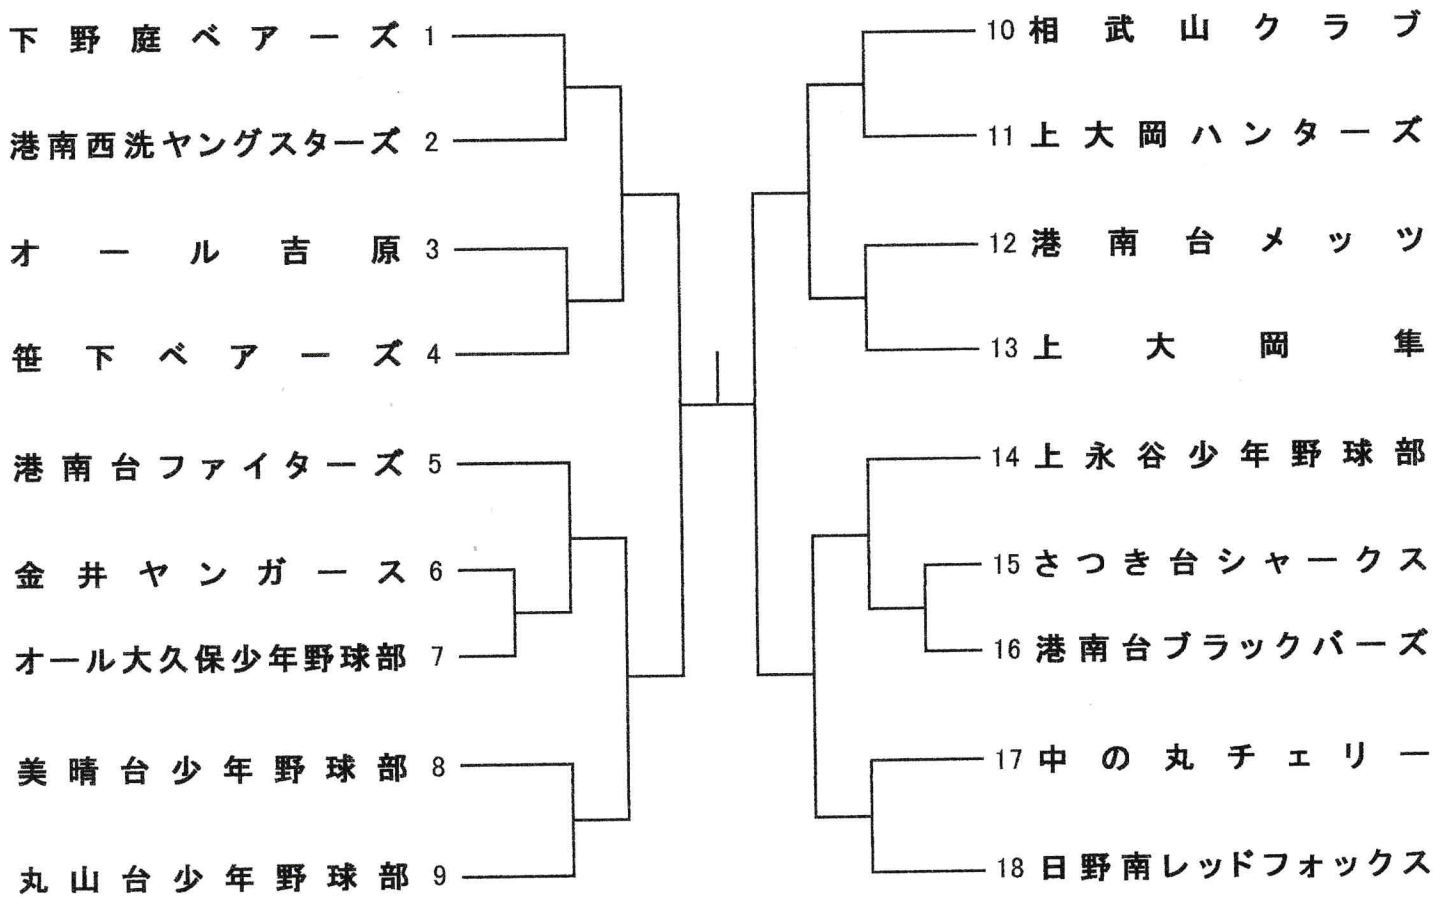 下野庭ベアーズ 1
港南西洗ヤングスターズ 2
オール吉原 3
笹下ベアーズ 4
港南台ファイターズ 5
金井ヤンガース 6
オール大久保少年野球部 7
美晴台少年野球部 8
丸山台少年野球部 9
10 相武山クラブ
11 上大岡ハンターズ
12 港南台メッツ
13 上大岡隼
14 上永谷少年野球部
15 さつき台シャークス
16 港南台ブラックバーズ
17 中の丸チェリー
18 日野南レッドフォックス